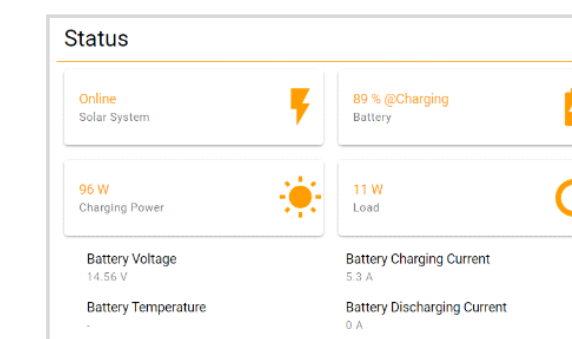 Status
Online
Solar System
89 % @Charging
Battery
96 W
Charging Power
11 W
Load
Battery Voltage
14.56 V
Battery Charging Current
5.3 A
Battery Temperature
-
Battery Discharging Current
0 A